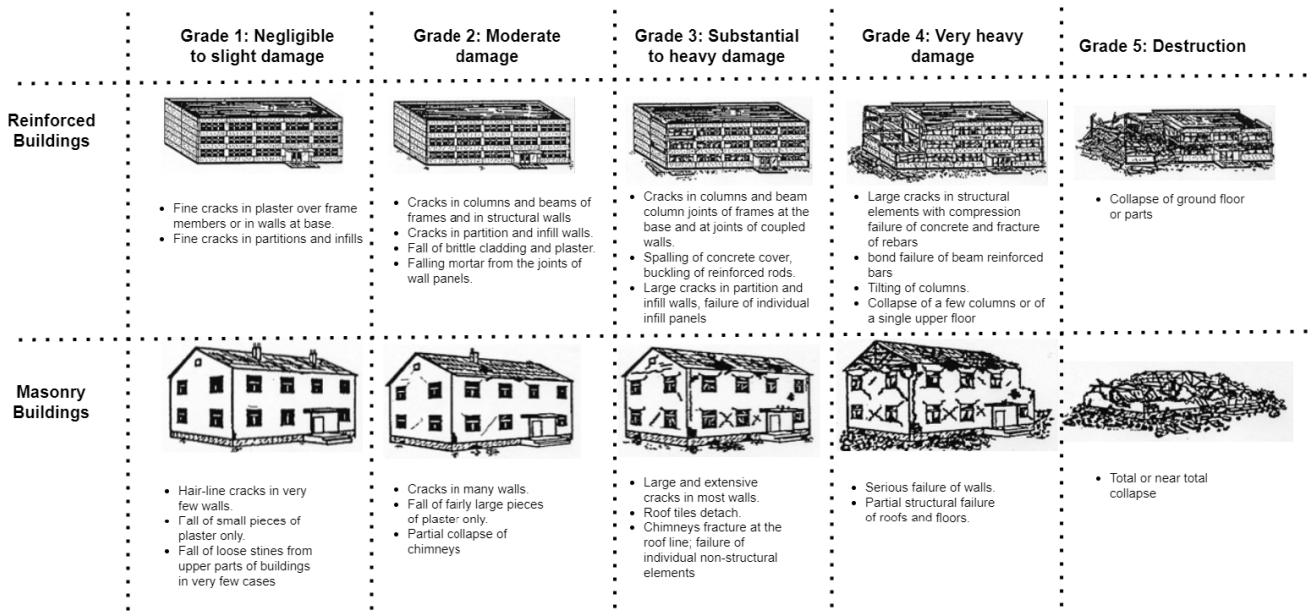 Grade 1: Negligible
to slight damage
Grade 2: Moderate
damage
Grade 3: Substantial
to heavy damage
Grade 4: Very heavy
damage
Grade 5: Destruction
Reinforced
Buildings
• Fine cracks in plaster over frame
members or in walls at base.
• Fine cracks in partitions and infills
• Cracks in columns and beams of
frames and in structural walls
• Cracks in partition and infill walls.
• Fall of brittle cladding and plaster.
• Falling mortar from the joints of
wall panels.
• Cracks in columns and beam
column joints of frames at the
base and at joints of coupled
walls.
• Spalling of concrete cover,
buckling of reinforced rods.
• Large cracks in partition and
infill walls, failure of individual
infill panels
• Large cracks in structural
elements with compression
failure of concrete and fracture
of rebars
• bond failure of beam reinforced
bars
• Tilting of columns.
• Collapse of a few columns or of
a single upper floor
• Collapse of ground floor
or parts
Masonry
Buildings
• Hair-line cracks in very
few walls.
• Fall of small pieces of
plaster only.
• Fall of loose stines from
upper parts of buildings
in very few cases
• Cracks in many walls.
• Fall of fairly large pieces
of plaster only.
• Partial collapse of
chimneys
• Large and extensive
cracks in most walls.
• Roof tiles detach.
• Chimneys fracture at the
roof line; failure of
individual non-structural
elements
• Serious failure of walls.
• Partial structural failure
of roofs and floors.
• Total or near total
collapse